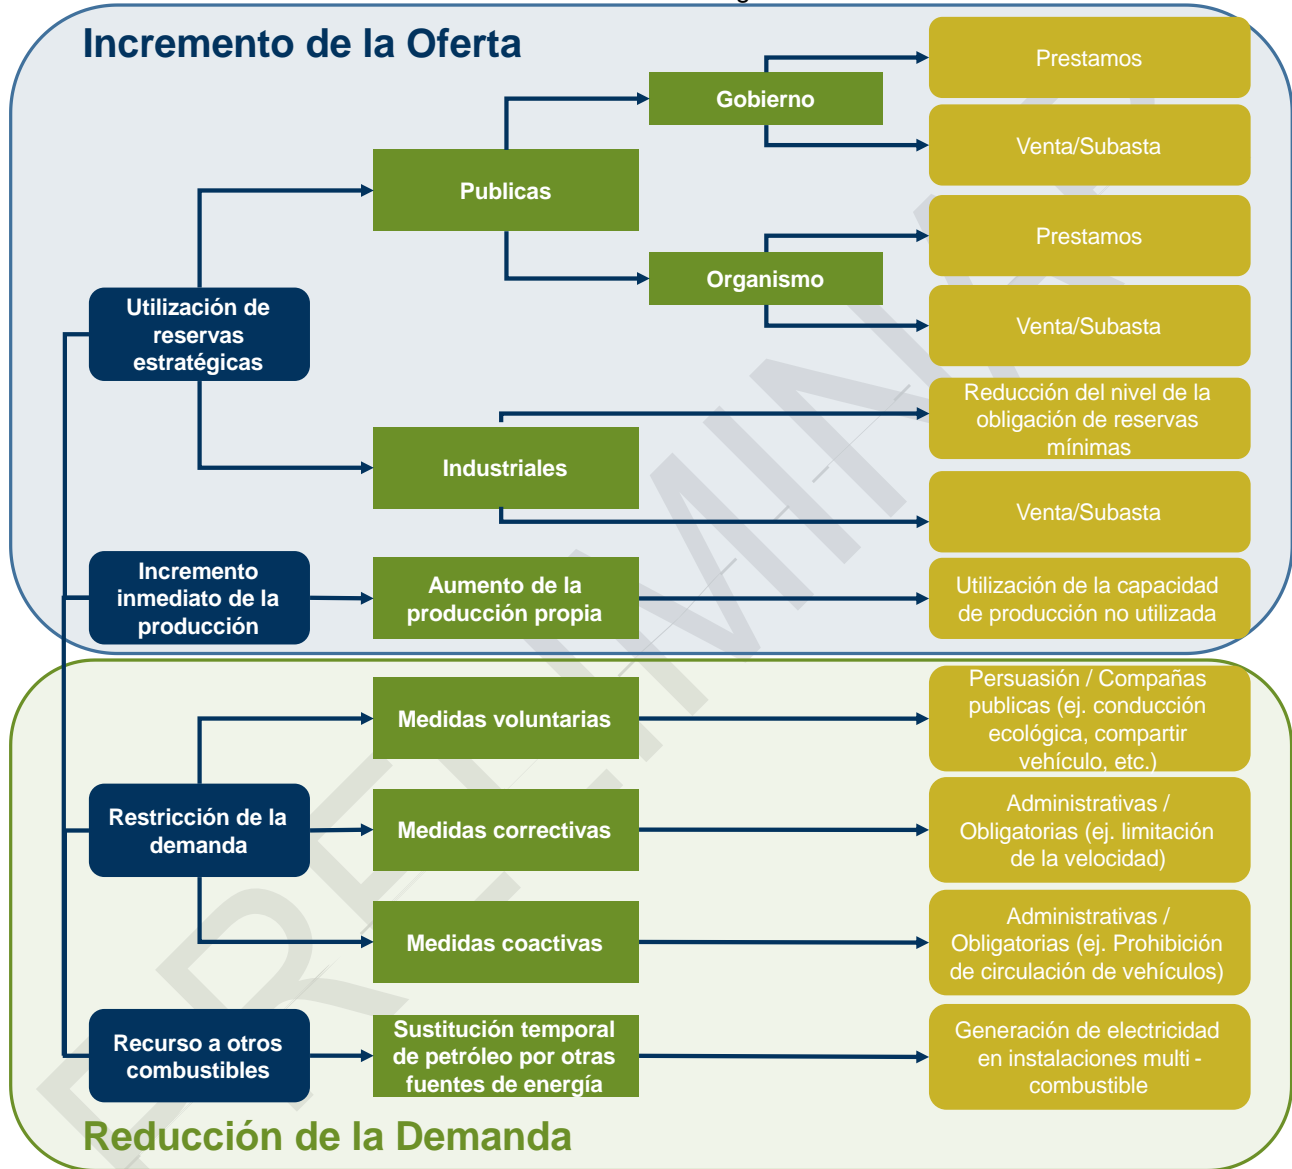 Incremento de la Oferta
Prestamos
Gobierno
Venta/Subasta
Publicas
Prestamos
Organismo
Utilización de
reservas
estratégicas
Venta/Subasta
Reducción del nivel de la
obligación de reservas
mínimas
Industriales
Venta/Subasta
Incremento
inmediato de la
producción
Aumento de la
producción propia
Utilización de la capacidad
de producción no utilizada
Medidas voluntarias
Persuasión / Compañas
publicas (ej. conducción
ecológica, compartir
vehículo, etc.)
Restricción de la
demanda
Medidas correctivas
Administrativas /
Obligatorias (ej. limitación
de la velocidad)
Medidas coactivas
Administrativas /
Obligatorias (ej. Prohibición
de circulación de vehículos)
Recurso a otros
combustibles
Sustitución temporal
de petróleo por otras
fuentes de energía
Generación de electricidad
en instalaciones multi -
combustible
Reducción de la Demanda